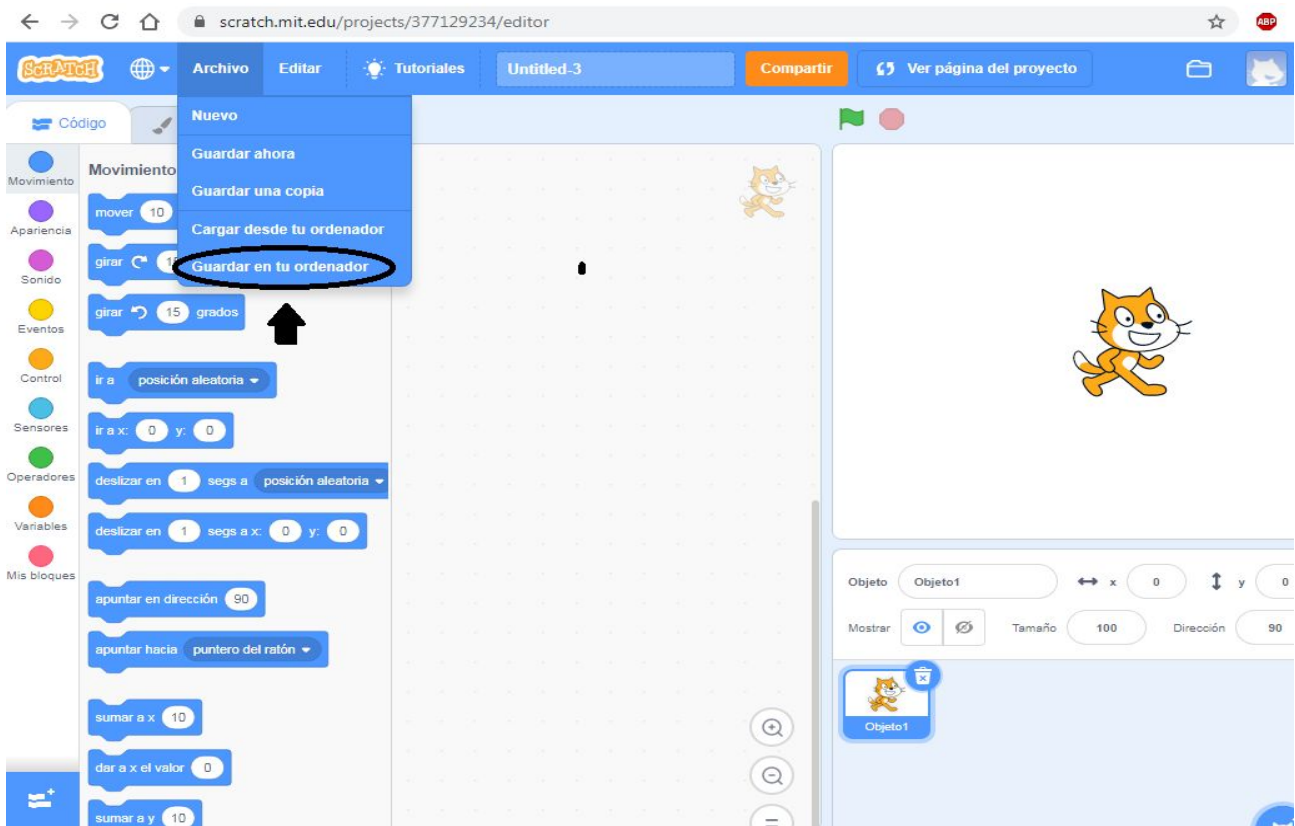 scratch.mit.edu/projects/377129234/editor
ABP
SCRATCH Archivo Editar Tutoriales Untitled-3 Compartir Ver página del proyecto
Código
Nuevo
Guardar ahora
Guardar una copia
Cargar desde tu ordenador
Guardar en tu ordenador
Movimiento
Apariencia
Sonido
Eventos
Control
Sensores
Operadores
Variables
Mis bloques
Movimiento
mover 10
girar
girar 15 grados
ir a posición aleatoria
ir a x: 0 y: 0
deslizar en 1 segs a posición aleatoria
deslizar en 1 segs a x: 0 y: 0
apuntar en dirección 90
apuntar hacia puntero del ratón
sumar a x 10
dar a x el valor 0
sumar a y 10
Objeto Objeto1 x 0 y 0
Mostrar Tamaño 100 Dirección 90
Objeto1